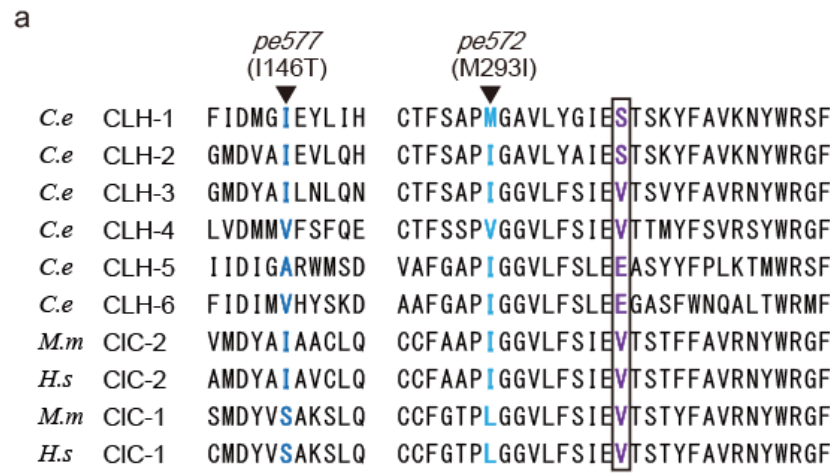 a
pe577 pe572
(I146T) (M293I)
C.e CLH-1 FIDMGIEYLIH CTFSAPMGAVLYGIESTSKYFAVKNYWRSF
C.e CLH-2 GMDVAIEVLQH CTFSAPIGAVLYAIESTSKYFAVKNYWRGF
C.e CLH-3 GMDYAILNLQN CTFSAPIGGVLFSIEVTSVYFAVRNYWRGF
C.e CLH-4 LVDMMVFSFQE CTFSSPVGGVLFSIEVTTMYFSVRSYWRGF
C.e CLH-5 IIDIGARWMSD VAFGAPIGGVLFSLEEASYYFPLKTMWRSF
C.e CLH-6 FIDIMVHYSKD AAFGAPIGGVLFSLEEGASFWNQALTWRMF
M.m ClC-2 VMDYAIAACLQ CCFAAPIGGVLFSIEVTSTFFAVRNYWRGF
H.s ClC-2 AMDYAIAVCLQ CCFAAPIGGVLFSIEVTSTFFAVRNYWRGF
M.m ClC-1 SMDYVSAKSLQ CCFGTPLGGVLFSIEVTSTYFAVRNYWRGF
H.s ClC-1 CMDYVSAKSLQ CCFGTPLGGVLFSIEVTSTYFAVRNYWRGF